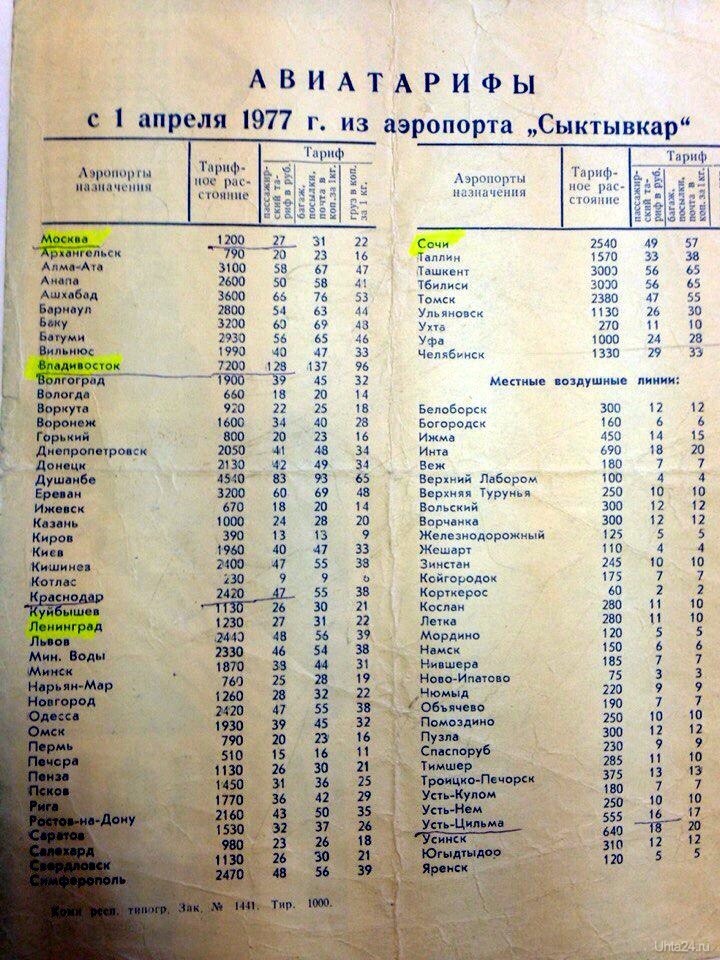 АВИАТАРИФЫ
с 1 апреля 1977 г. из аэропорта „Сыктывкар“
Аэропорты назначения
Тариф-
ное рас-
стояние
Тариф
пассажир-
ский та-
риф в руб.
багаж,
посылки,
почта в
коп.за 1кг.
груз в коп.
за 1 кг.
Москва 1200 27 31 22
Архангельск 790 20 23 16
Алма-Ата 3100 58 67 47
Анапа 2600 50 58 41
Ашхабад 3600 66 76 53
Барнаул 2800 54 63 44
Баку 3200 60 69 48
Батуми 2930 56 65 46
Вильнюс 1990 40 47 33
Владивосток 7200 128 137 96
Волгоград 1900 39 45 32
Вологда 660 18 20 14
Воркута 920 22 25 18
Воронеж 1600 34 40 28
Горький 800 20 23 16
Днепропетровск 2050 41 48 34
Донецк 2130 42 49 34
Душанбе 4540 83 93 65
Ереван 3200 60 69 48
Ижевск 670 18 20 14
Казань 1000 24 28 20
Киров 390 13 13 9
Киев 1960 40 47 33
Кишинев 2400 47 55 38
Котлас 230 9 9 6
Краснодар 2420 47 55 38
Куйбышев 1130 26 30 21
Ленинград 1230 27 31 22
Львов 2440 48 56 39
Мин. Воды 2330 46 54 38
Минск 1870 38 44 31
Нарьян-Мар 760 25 28 19
Новгород 1260 28 32 22
Одесса 2420 47 55 38
Омск 1930 39 45 32
Пермь 790 20 23 16
Печора 510 15 16 11
Пенза 1130 26 30 21
Псков 1450 31 36 25
Рига 1770 36 42 29
Ростов-на-Дону 2160 43 50 35
Саратов 1530 32 37 26
Салехард 980 23 26 18
Свердловск 1130 26 30 21
Симферополь 2470 48 56 39
Коми респ. типогр. Зак. № 1441. Тир. 1000.
Аэропорты
назначения
Тариф-
ное рас-
стояние
Тариф
пассажир-
ский та-
риф в руб.
багаж,
посылки,
почта в
коп.за 1кг.
Сочи 2540 49 57
Таллин 1570 33 38
Ташкент 3000 56 65
Тбилиси 3000 56 65
Томск 2380 47 55
Ульяновск 1130 26 30
Ухта 270 11 10
Уфа 1000 24 28
Челябинск 1330 29 33
Местные воздушные линии:
Белоборск 300 12 12
Богородск 160 6 6
Ижма 450 14 15
Инта 690 18 20
Веж 180 7 7
Верхний Лабором 100 4 4
Верхняя Турунья 250 10 10
Вольский 300 12 12
Ворчанка 300 12 12
Железнодорожный 125 5 5
Жешарт 110 4 4
Зинстан 245 10 10
Койгородок 175 7 7
Корткерос 60 2 2
Кослан 280 11 10
Летка 280 11 10
Мордино 120 5 5
Намск 150 6 6
Нившера 185 7 7
Ново-Ипатово 75 3 3
Нюмыд 220 9 9
Объячево 190 7 7
Помоздино 250 10 10
Пузла 300 12 12
Спаспоруб 230 9 9
Тимшер 285 11 10
Троицко-Печорск 375 13 13
Усть-Кулом 180 7 7
Усть-Нем 250 10 10
Усть-Цильма 555 16 17
Усинск 640 18 20
Югыдтыдор 310 12 12
Яренск 120 5 5
Uhta24.ru